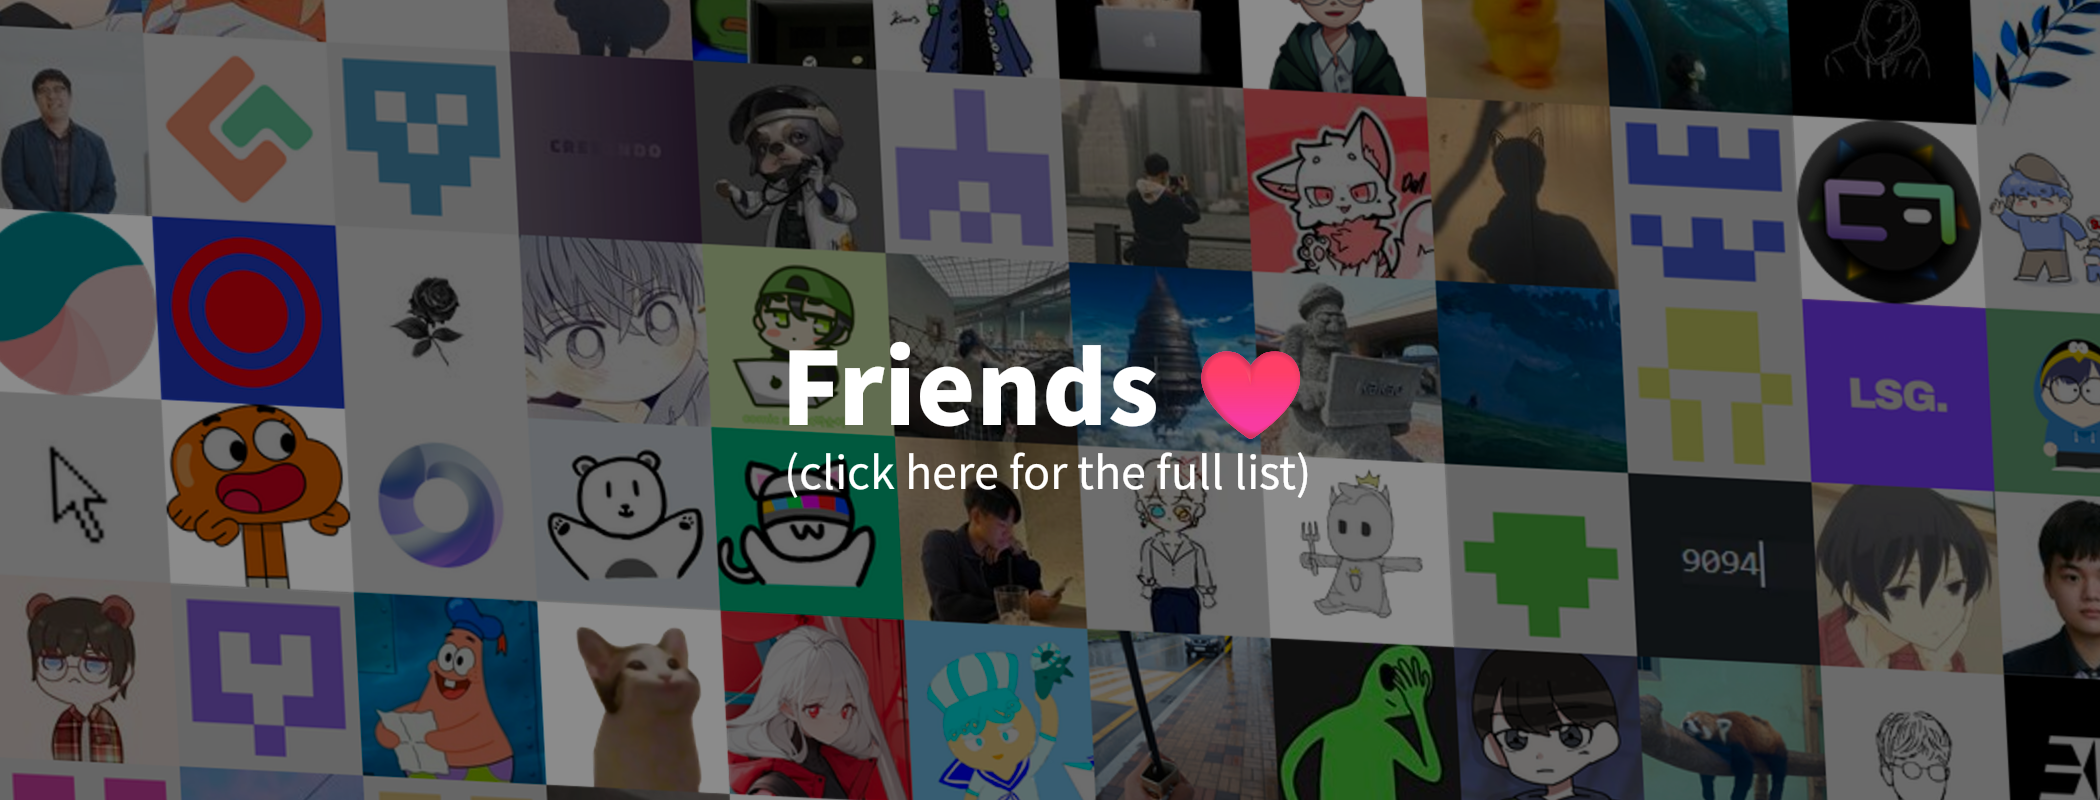 Friends ❤️
(click here for the full list)
LSG.
9094